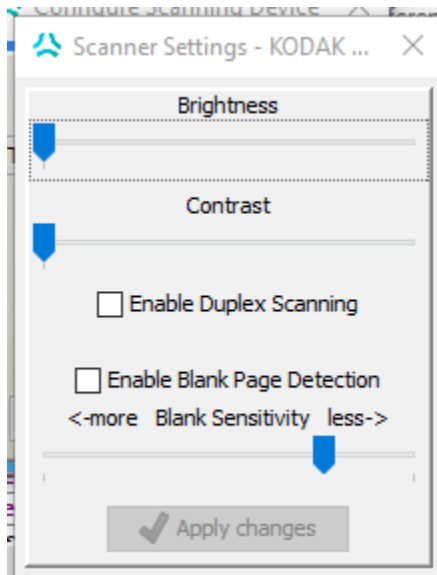 Configure Scanning Device
Scanner Settings - KODAK ...
Brightness
Contrast
Enable Duplex Scanning
Enable Blank Page Detection
<-more Blank Sensitivity less->
Apply changes